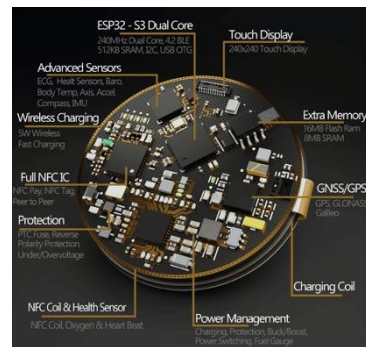 ESP32 - S3 Dual Core
240MHz Dual Core, 4.2 BLE
512KB SRAM, I2C, USB OTG
Touch Display
240x240 Touch Display
Advanced Sensors
ECG, Healt Sensors, Baro,
Body Temp, Axis, Accel,
Compass, IMU
Wireless Charging
5W Wireless
Fast Charging
Extra Memory
16MB Flash Ram
8MB SRAM
Full NFC IC
NFC Pay, NFC Tag,
Peer to Peer
GNSS/GPS
GPS, GLONASS
Galileo
Protection
PTC Fuse, Reverse
Polarity Protection,
Under/Overvoltage
Charging Coil
NFC Coil & Health Sensor
NFC Coil, Oxygen & Heart Beat
Power Management
Charging, Protection, Buck/Boost,
Power Switching, Fuel Gauge